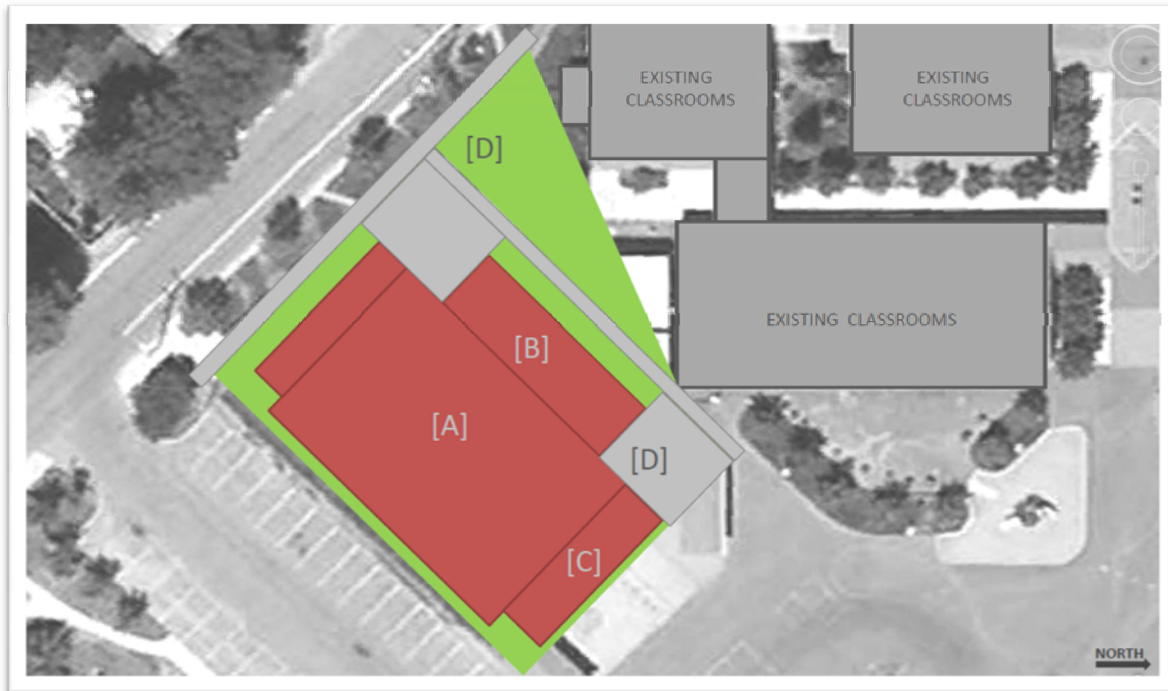 EXISTING
CLASSROOMS
EXISTING
CLASSROOMS
[D]
EXISTING CLASSROOMS
[B]
[A]
[D]
[C]
NORTH